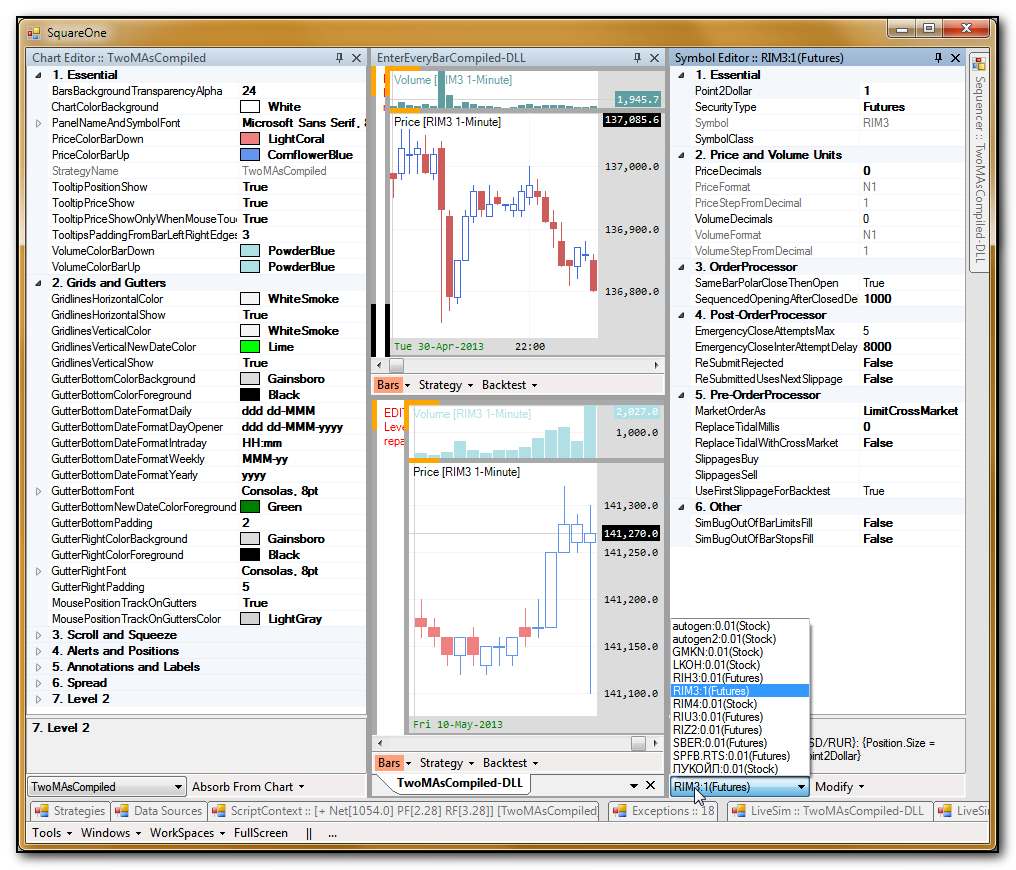 SquareOne
Chart Editor :: TwoMAsCompiled
1. Essential
BarsBackgroundTransparencyAlpha 24
ChartColorBackground White
PanelNameAndSymbolFont Microsoft Sans Serif, 8
PriceColorBarDown LightCoral
PriceColorBarUp CornflowerBlue
StrategyName TwoMAsCompiled
TooltipPositionShow True
TooltipPriceShow True
TooltipPriceShowOnlyWhenMouseTou True
TooltipsPaddingFromBarLeftRightEdges 3
VolumeColorBarDown PowderBlue
VolumeColorBarUp PowderBlue
2. Grids and Gutters
GridlinesHorizontalColor WhiteSmoke
GridlinesHorizontalShow True
GridlinesVerticalColor WhiteSmoke
GridlinesVerticalNewDateColor Lime
GridlinesVerticalShow True
GutterBottomColorBackground Gainsboro
GutterBottomColorForeground Black
GutterBottomDateFormatDaily ddd dd-MMM
GutterBottomDateFormatDayOpener ddd dd-MMM-yyyy
GutterBottomDateFormatIntraday HH:mm
GutterBottomDateFormatWeekly MMM-yy
GutterBottomDateFormatYearly yyyy
GutterBottomFont Consolas, 8pt
GutterBottomNewDateColorForeground Green
GutterBottomPadding 2
GutterRightColorBackground Gainsboro
GutterRightColorForeground Black
GutterRightFont Consolas, 8pt
GutterRightPadding 5
MousePositionTrackOnGutters True
MousePositionTrackOnGuttersColor LightGray
3. Scroll and Squeeze
4. Alerts and Positions
5. Annotations and Labels
6. Spread
7. Level 2
7. Level 2
TwoMAsCompiled Absorb From Chart
EnterEveryBarCompiled-DLL
Volume [RIM3 1-Minute]
1,945.7
Price [RIM3 1-Minute]
137,085.6
137,000.0
136,900.0
136,800.0
Tue 30-Apr-2013 22:00
Bars Strategy Backtest
EDI
Leve
repa
Volume [RIM3 1-Minute]
2,027.0
1,000.0
Price [RIM3 1-Minute]
141,300.0
141,270.0
141,250.0
141,200.0
141,150.0
141,100.0
Fri 10-May-2013
Bars Strategy Backtest
TwoMAsCompiled-DLL
Symbol Editor :: RIM3:1(Futures)
1. Essential
Point2Dollar 1
SecurityType Futures
Symbol RIM3
SymbolClass
2. Price and Volume Units
PriceDecimals 0
PriceFormat N1
PriceStepFromDecimal 1
VolumeDecimals 0
VolumeFormat N1
VolumeStepFromDecimal 1
3. OrderProcessor
SameBarPolarCloseThenOpen True
SequencedOpeningAfterClosedDe 1000
4. Post-OrderProcessor
EmergencyCloseAttemptsMax 5
EmergencyCloseInterAttemptDelay 8000
ReSubmitRejected False
ReSubmittedUsesNextSlippage False
5. Pre-OrderProcessor
MarketOrderAs LimitCrossMarket
ReplaceTidalMillis 0
ReplaceTidalWithCrossMarket False
SlippagesBuy
SlippagesSell
UseFirstSlippageForBacktest True
6. Other
SimBugOutOfBarLimitsFill False
SimBugOutOfBarStopsFill False
autogen:0.01(Stock)
autogen2:0.01(Stock)
GMKN:0.01(Stock)
LKOH:0.01(Stock)
RIH3:0.01(Futures)
RIM3:1(Futures)
RIM4:0.01(Stock)
RIU3:0.01(Futures)
RIZ2:0.01(Futures)
SBER:0.01(Futures)
SPFB.RTS:0.01(Futures)
ЛУКОЙЛ:0.01(Stock)
SD/RUR}: {Position.Size =
oint2Dollar}
RIM3:1(Futures) Modify
Sequencer :: TwoMAsCompiled-DLL
Strategies Data Sources ScriptContext :: [+ Net[1054.0] PF[2.28] RF[3.28]] [TwoMAsCompiled] Exceptions :: 18 LiveSim :: TwoMAsCompiled-DLL LiveSi
Tools Windows WorkSpaces FullScreen || ...